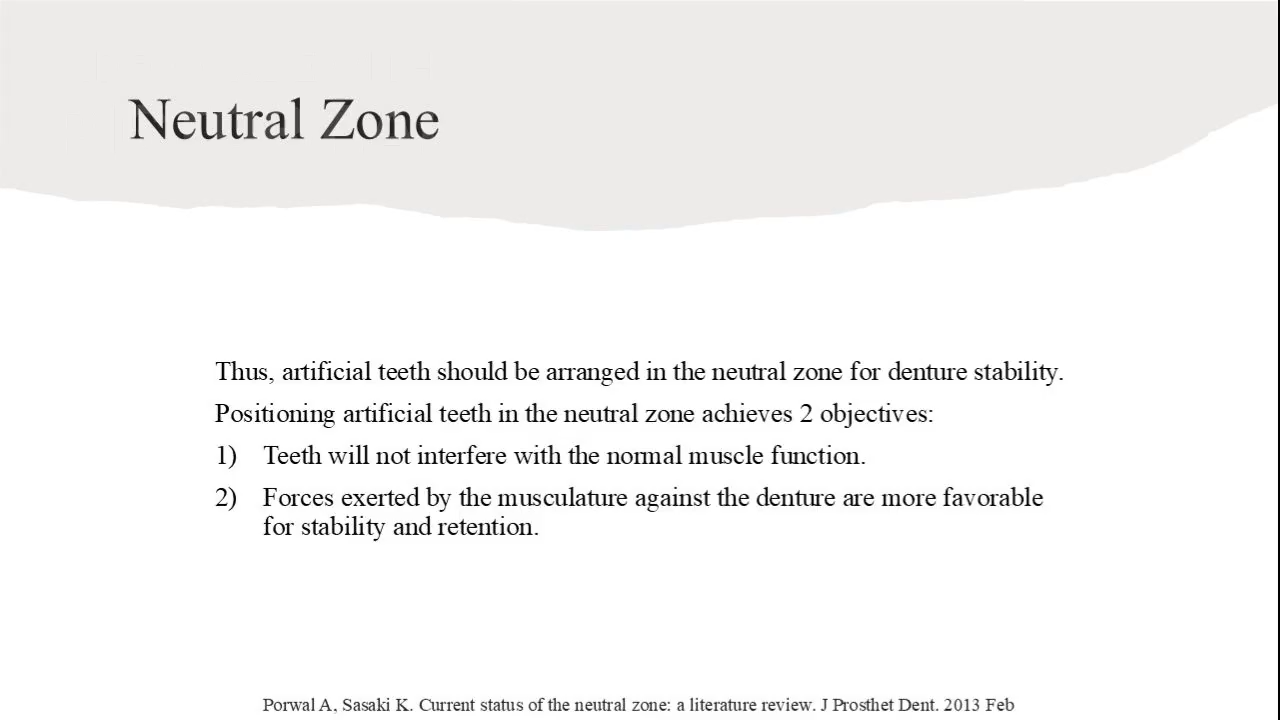 Neutral Zone
Thus, artificial teeth should be arranged in the neutral zone for denture stability.
Positioning artificial teeth in the neutral zone achieves 2 objectives:
1) Teeth will not interfere with the normal muscle function.
2) Forces exerted by the musculature against the denture are more favorable
for stability and retention.
Porwal A, Sasaki K. Current status of the neutral zone: a literature review. J Prosthet Dent. 2013 Feb